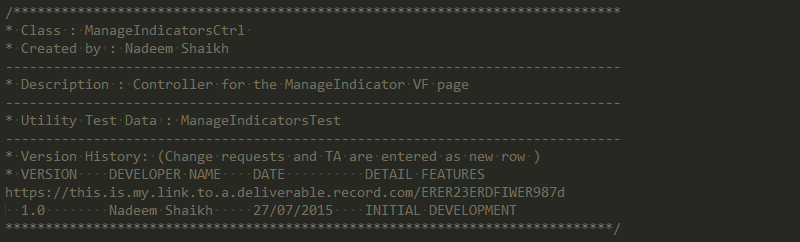 /****************************************************************************
* Class : ManageIndicatorsCtrl
* Created by : Nadeem Shaikh
-----------------------------------------------------------------------------
* Description : Controller for the ManageIndicator VF page
-----------------------------------------------------------------------------
* Utility Test Data : ManageIndicatorsTest
-----------------------------------------------------------------------------
* Version History: (Change requests and TA are entered as new row )
* VERSION    DEVELOPER NAME    DATE          DETAIL FEATURES
https://this.is.my.link.to.a.deliverable.record.com/ERER23ERDFIWER987d
  1.0        Nadeem Shaikh     27/07/2015    INITIAL DEVELOPMENT
****************************************************************************/